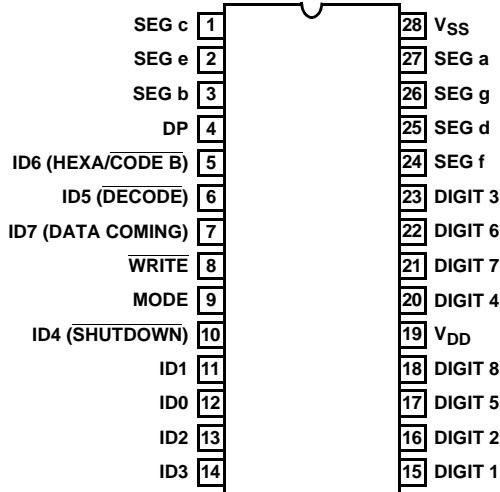 SEG c 1 28 VSS
SEG e 2 27 SEG a
SEG b 3 26 SEG g
DP 4 25 SEG d
ID6 (HEXA/CODE B) 5 24 SEG f
ID5 (DECODE) 6 23 DIGIT 3
ID7 (DATA COMING) 7 22 DIGIT 6
WRITE 8 21 DIGIT 7
MODE 9 20 DIGIT 4
ID4 (SHUTDOWN) 10 19 VDD
ID1 11 18 DIGIT 8
ID0 12 17 DIGIT 5
ID2 13 16 DIGIT 2
ID3 14 15 DIGIT 1